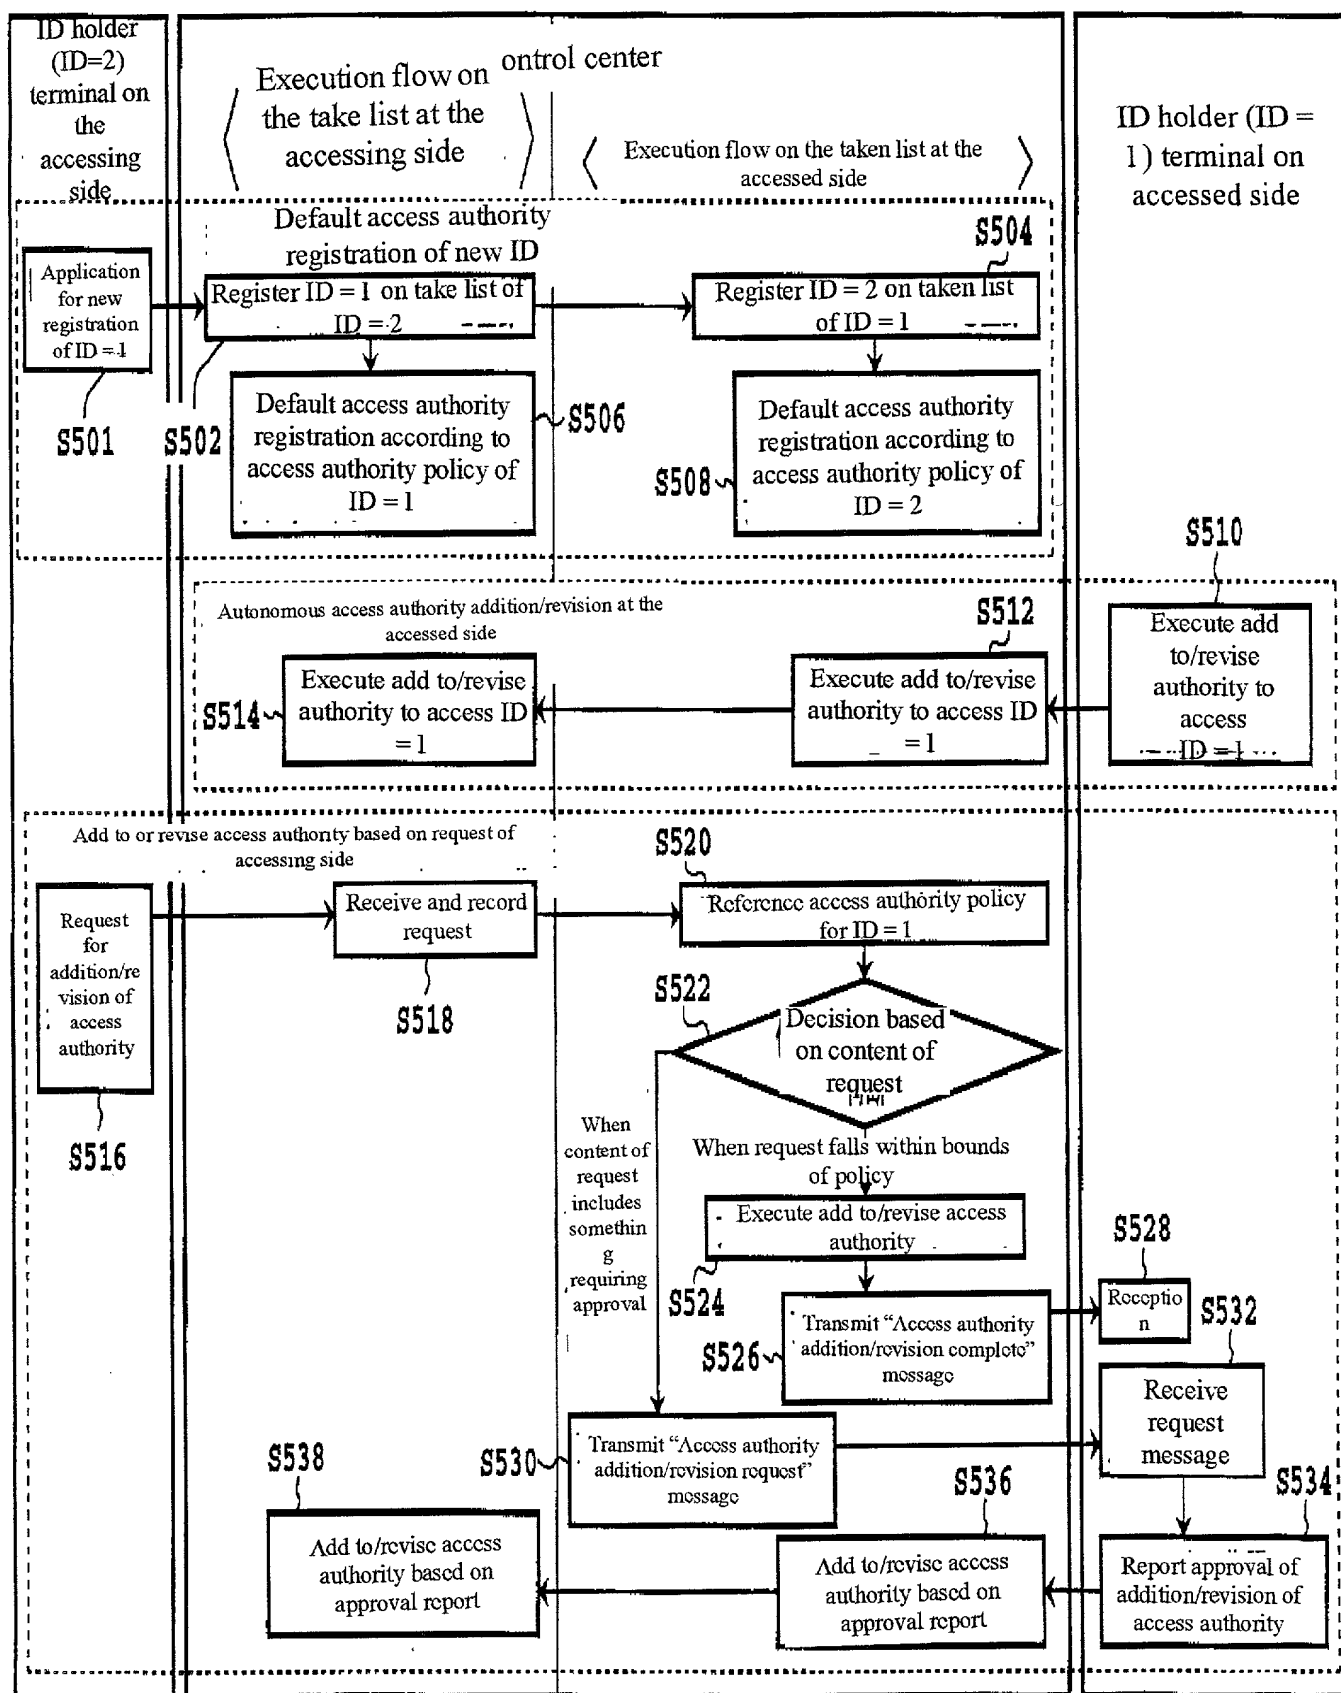 ID holder
(ID=2)
terminal on
the
accessing
side
ontrol center
Execution flow on
the take list at the
accessing side
Execution flow on the taken list at the
accessed side
ID holder (ID =
1) terminal on
accessed side
Default access authority
registration of new ID
S504
Application
for new
registration
of ID=1
Register ID = 1 on take list of
ID = 2
Register ID = 2 on taken list
of ID = 1
S501
S502
Default access authority
registration according to
access authority policy of
ID = 1
S506
S508
Default access authority
registration according to
access authority policy of
ID = 2
S510
Autonomous access authority addition/revision at the
accessed side
S512
S514
Execute add to/revise
authority to access ID
= 1
Execute add to/revise
authority to access ID
= 1
Execute add
to/revise
authority to
access
ID = 1
Add to or revise access authority based on request of
accessing side
S520
Request
for
addition/re
vision of
access
authority
Receive and record
request
Reference access authority policy
for ID = 1
S516
S518
S522
Decision based
on content of
request
When
content of
request
includes
somethin
g
requiring
approval
When request falls within bounds
of policy
Execute add to/revise access
authority
S524
S528
Receptio
n
S526
Transmit "Access authority
addition/revision complete"
message
S532
Receive
request
message
S530
Transmit "Access authority
addition/revision request"
message
S538
S536
S534
Add to/revise access
authority based on
approval report
Add to/revise access
authority based on
approval report
Report approval of
addition/revision of
access authority